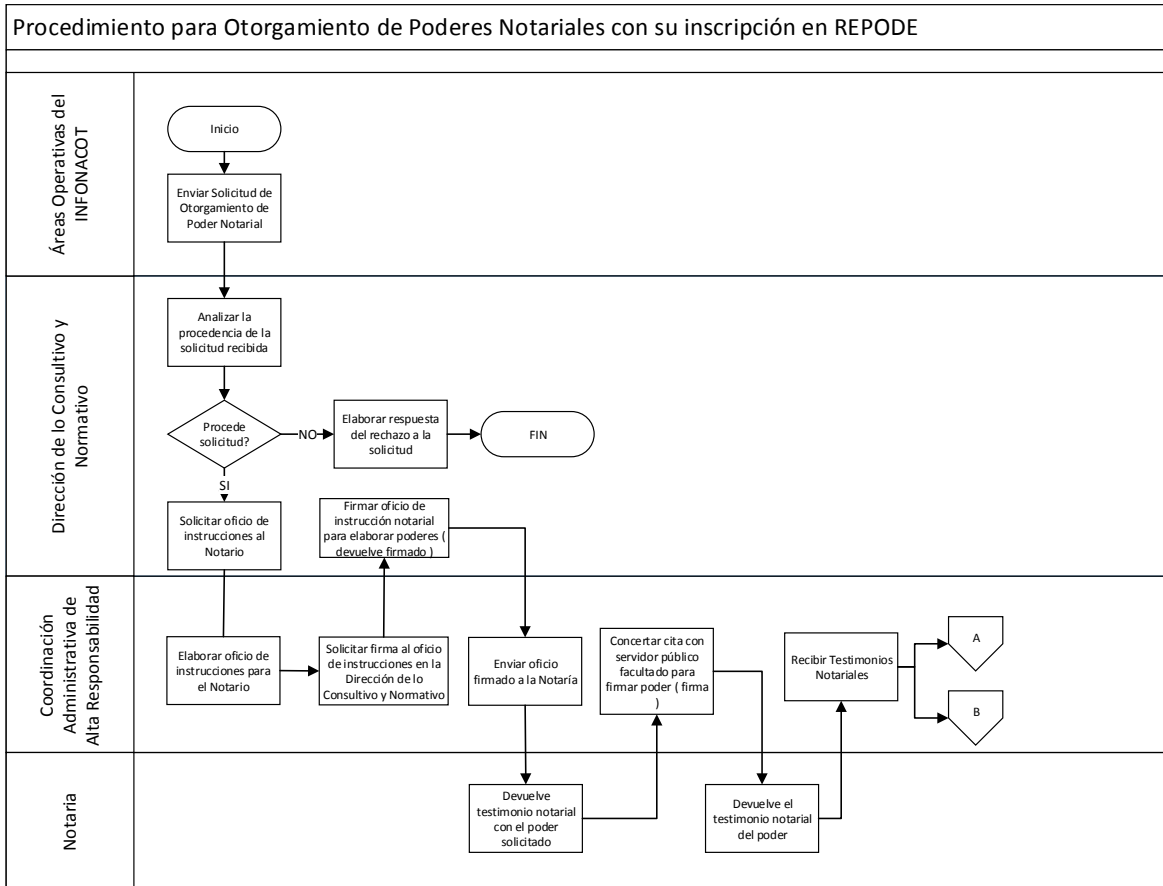 Procedimiento para Otorgamiento de Poderes Notariales con su inscripción en REPODE
Áreas Operativas del
INFONACOT
Inicio
Enviar Solicitud de
Otorgamiento de
Poder Notarial
Dirección de lo Consultivo y
Normativo
Analizar la
procedencia de la
solicitud recibida
Procede
solicitud?
NO
Elaborar respuesta
del rechazo a la
solicitud
FIN
SI
Solicitar oficio de
instrucciones al
Notario
Firmar oficio de
instrucción notarial
para elaborar poderes (
devuelve firmado )
Coordinación
Administrativa de
Alta Responsabilidad
Elaborar oficio de
instrucciones para
el Notario
Solicitar firma al oficio
de instrucciones en la
Dirección de lo
Consultivo y Normativo
Enviar oficio
firmado a la Notaría
Concertar cita con
servidor público
facultado para
firmar poder ( firma
)
Recibir Testimonios
Notariales
A
B
Notaria
Devuelve
testimonio notarial
con el poder
solicitado
Devuelve el
testimonio notarial
del poder